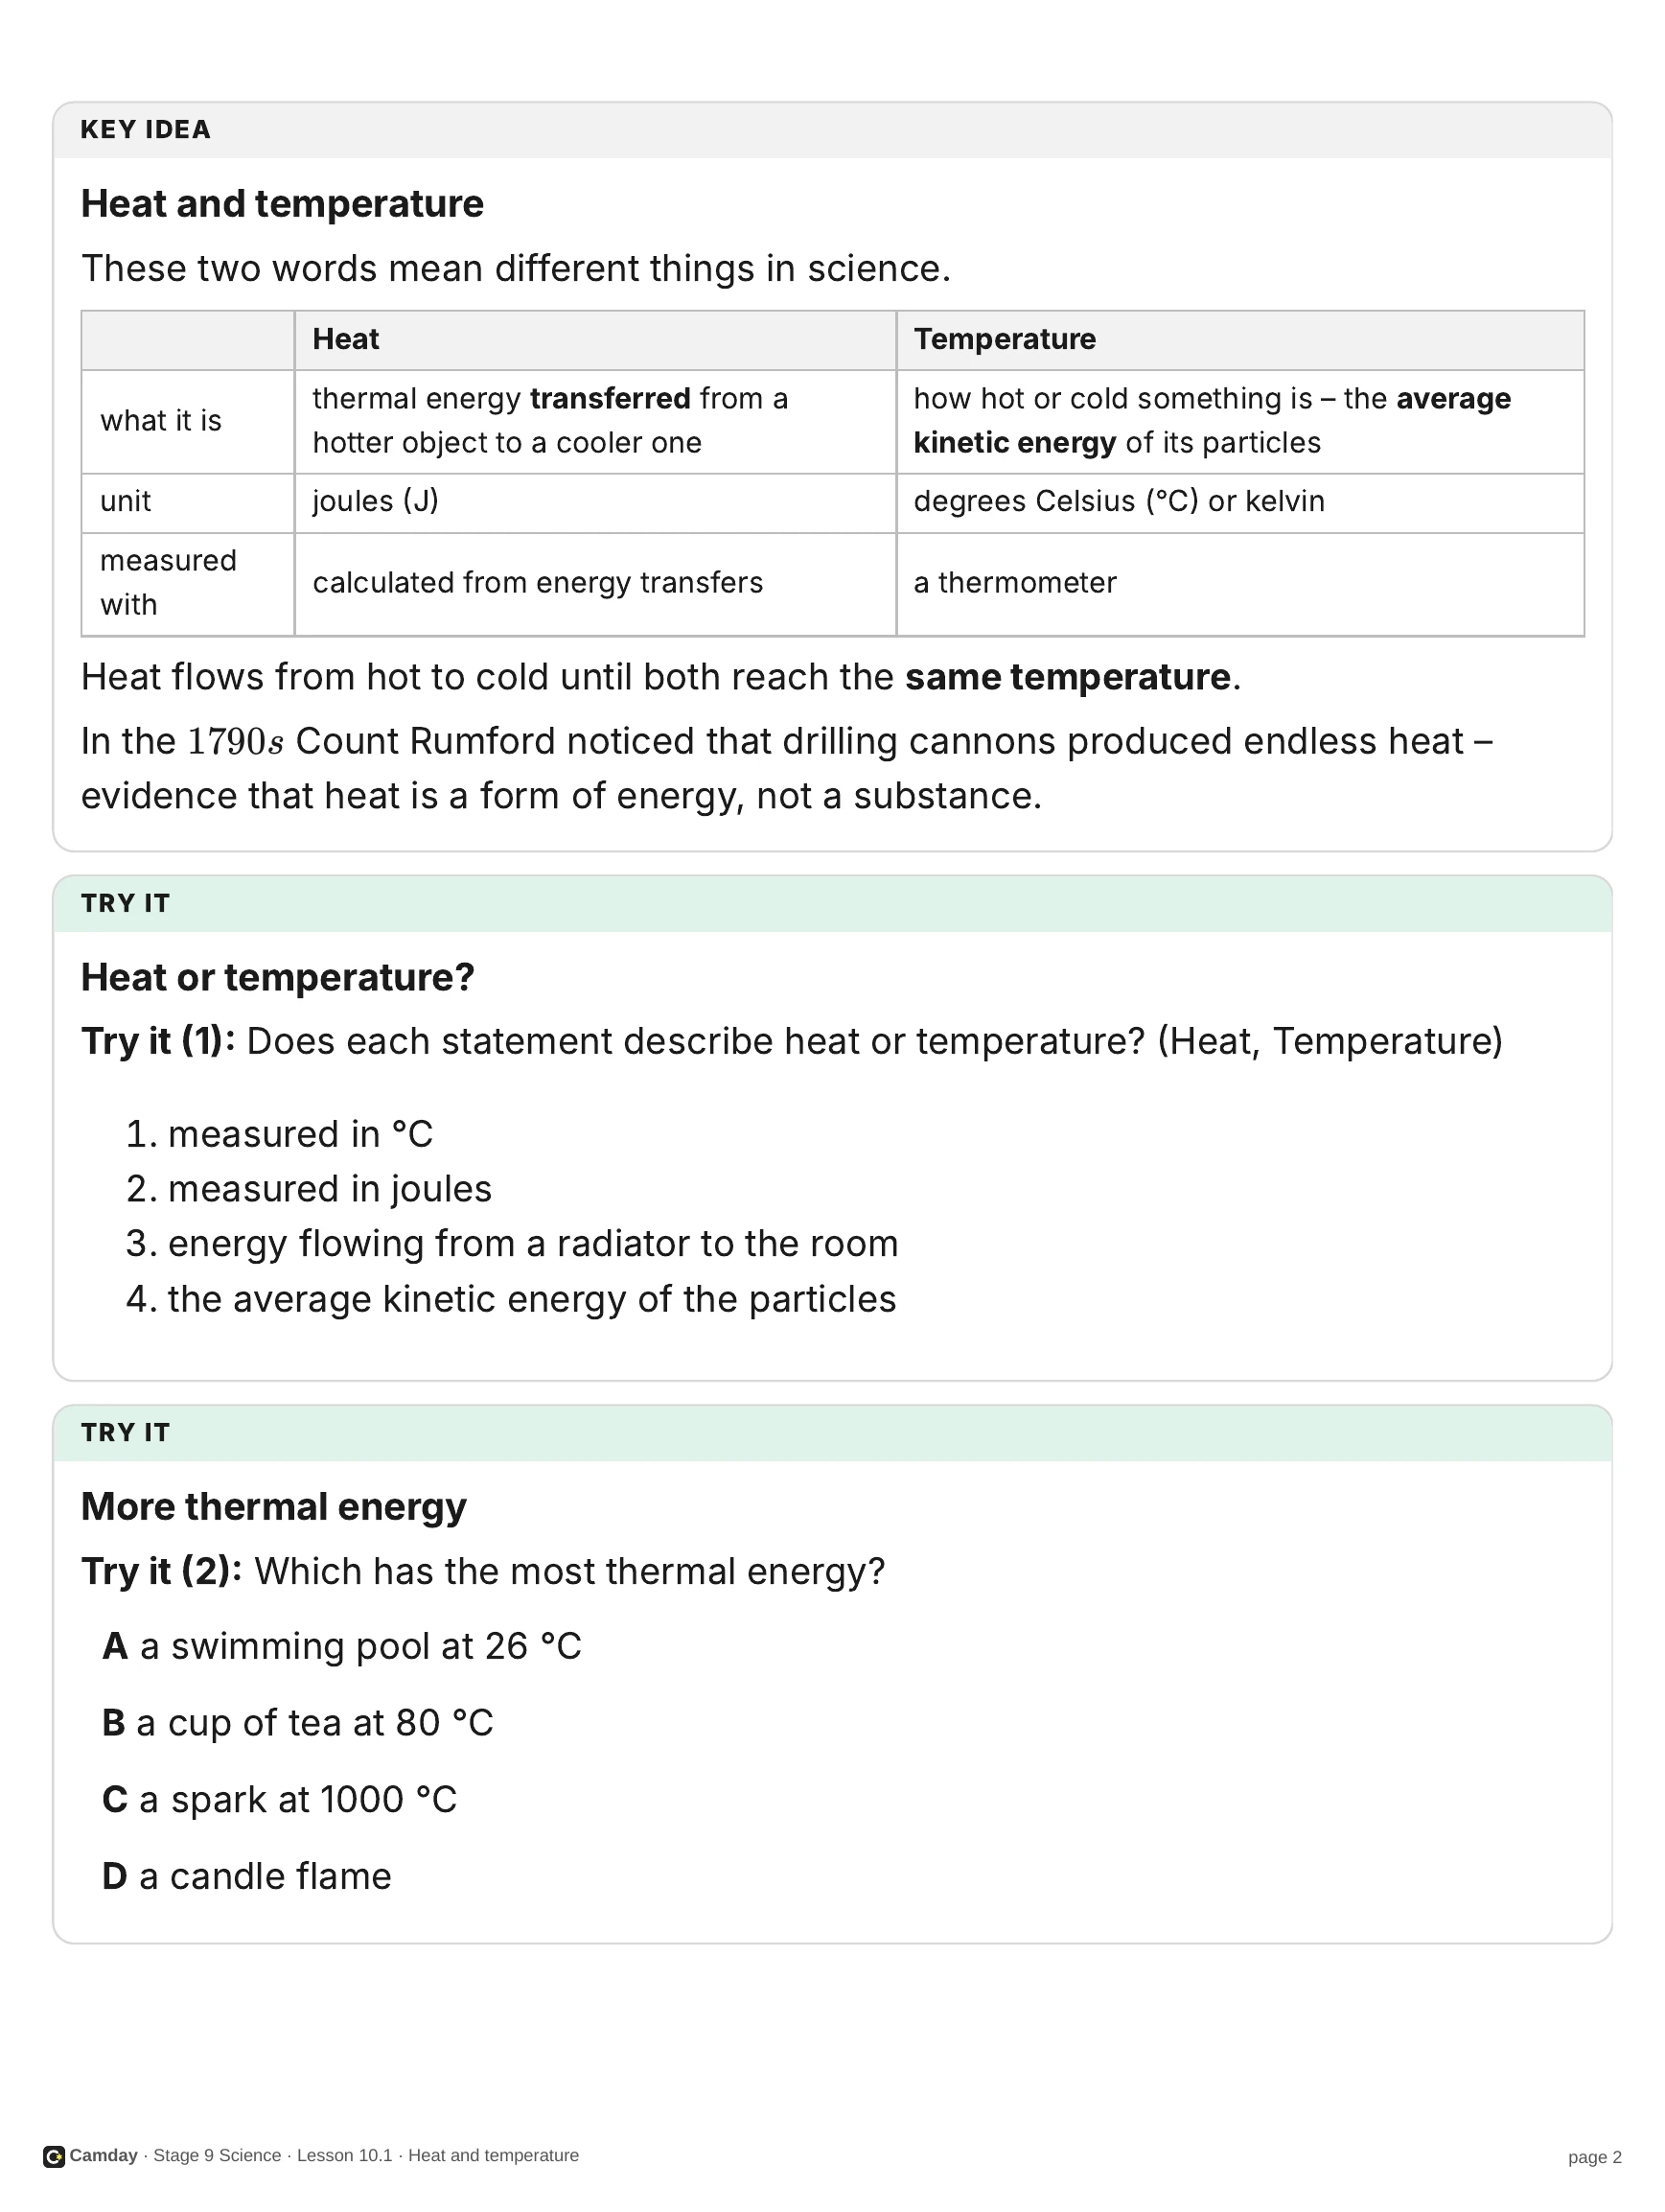 KEY IDEA
Heat and temperature
These two words mean different things in science.
Heat Temperature
what it is thermal energy transferred from a hotter object to a cooler one how hot or cold something is – the average kinetic energy of its particles
unit joules (J) degrees Celsius (°C) or kelvin
measured with calculated from energy transfers a thermometer
Heat flows from hot to cold until both reach the same temperature.
In the 1790s Count Rumford noticed that drilling cannons produced endless heat –
evidence that heat is a form of energy, not a substance.
TRY IT
Heat or temperature?
Try it (1): Does each statement describe heat or temperature? (Heat, Temperature)
1. measured in °C
2. measured in joules
3. energy flowing from a radiator to the room
4. the average kinetic energy of the particles
TRY IT
More thermal energy
Try it (2): Which has the most thermal energy?
A a swimming pool at 26 °C
B a cup of tea at 80 °C
C a spark at 1000 °C
D a candle flame
Camday · Stage 9 Science · Lesson 10.1 · Heat and temperature page 2